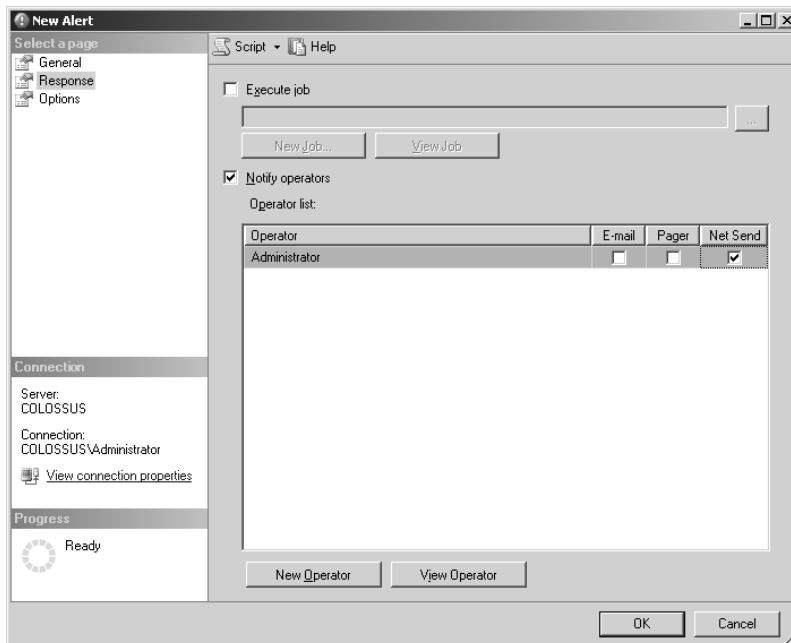 New Alert
Select a page
General
Response
Options
Script
Help
Execute job
...
New Job...
View Job
Notify operators
Operator list:
Operator E-mail Pager Net Send
Administrator
Connection
Server:
COLOSSUS
Connection:
COLOSSUS\Administrator
View connection properties
Progress
Ready
New Operator
View Operator
OK
Cancel